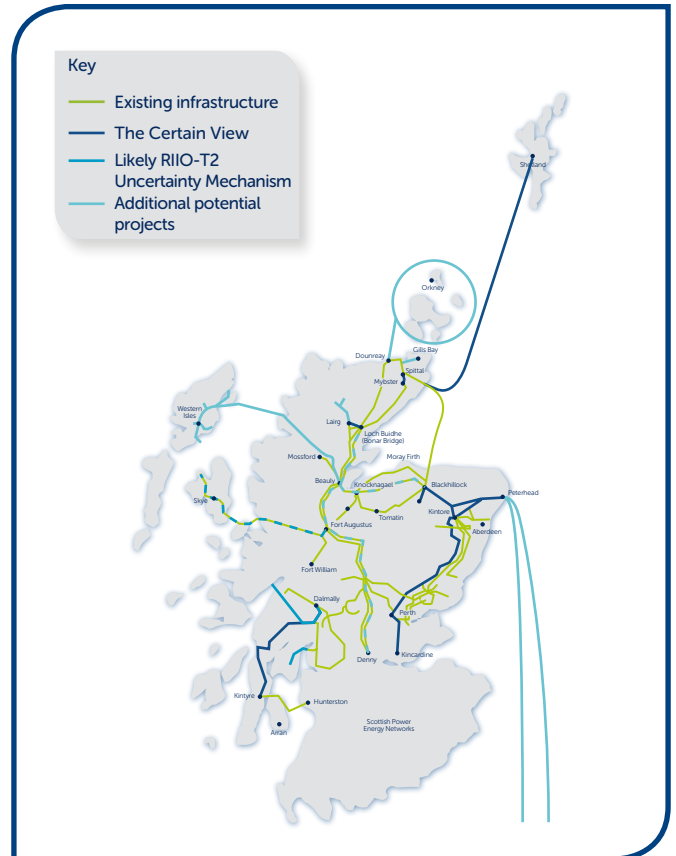 Key
Existing infrastructure
The Certain View
Likely RIIO-T2
Uncertainty Mechanism
Additional potential
projects
Shetland
Orkney
Dounreay
Gills Bay
Spittal
Mybster
Western
Isles
Lairg
Loch Buidhe
(Bonar Bridge)
Mossford
Moray Firth
Beauly
Knocknagael
Blackhillock
Peterhead
Skye
Tomatin
Kintore
Fort Augustus
Aberdeen
Fort William
Dalmally
Perth
Denny
Kincardine
Kintyre
Hunterston
Arran
Scottish Power
Energy Networks